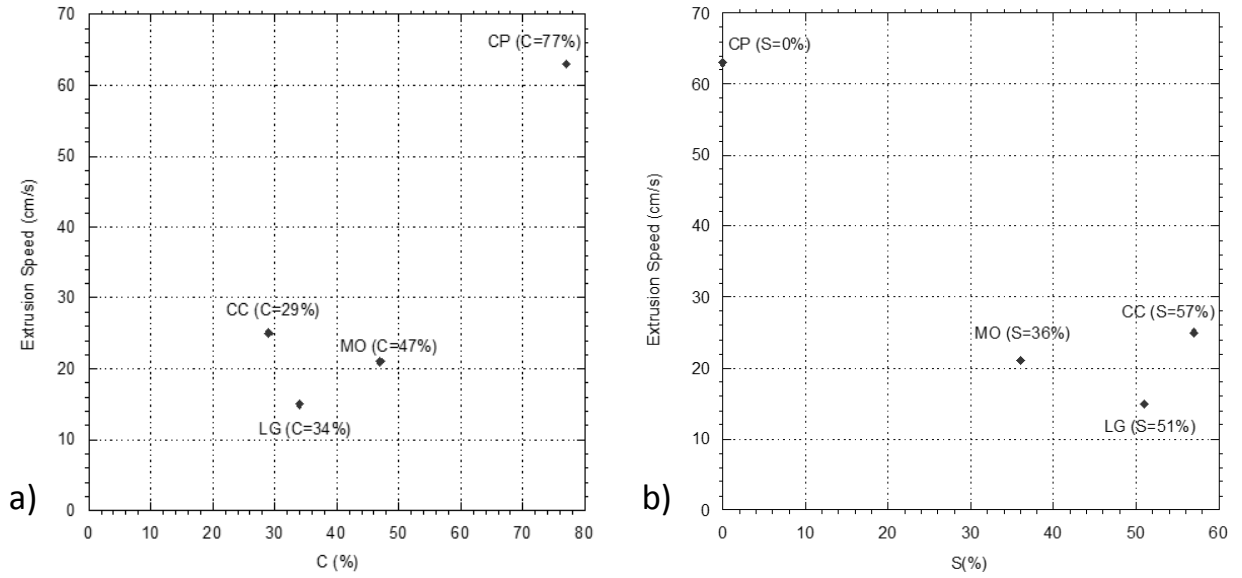 70
60
50
40
30
20
10
0
Extrusion Speed (cm/s)
CP (C=77%)
CC (C=29%)
MO (C=47%)
LG (C=34%)
0 10 20 30 40 50 60 70 80
C (%)
a)
70
60
50
40
30
20
10
0
Extrusion Speed (cm/s)
CP (S=0%)
CC (S=57%)
MO (S=36%)
LG (S=51%)
0 10 20 30 40 50 60
S(%)
b)